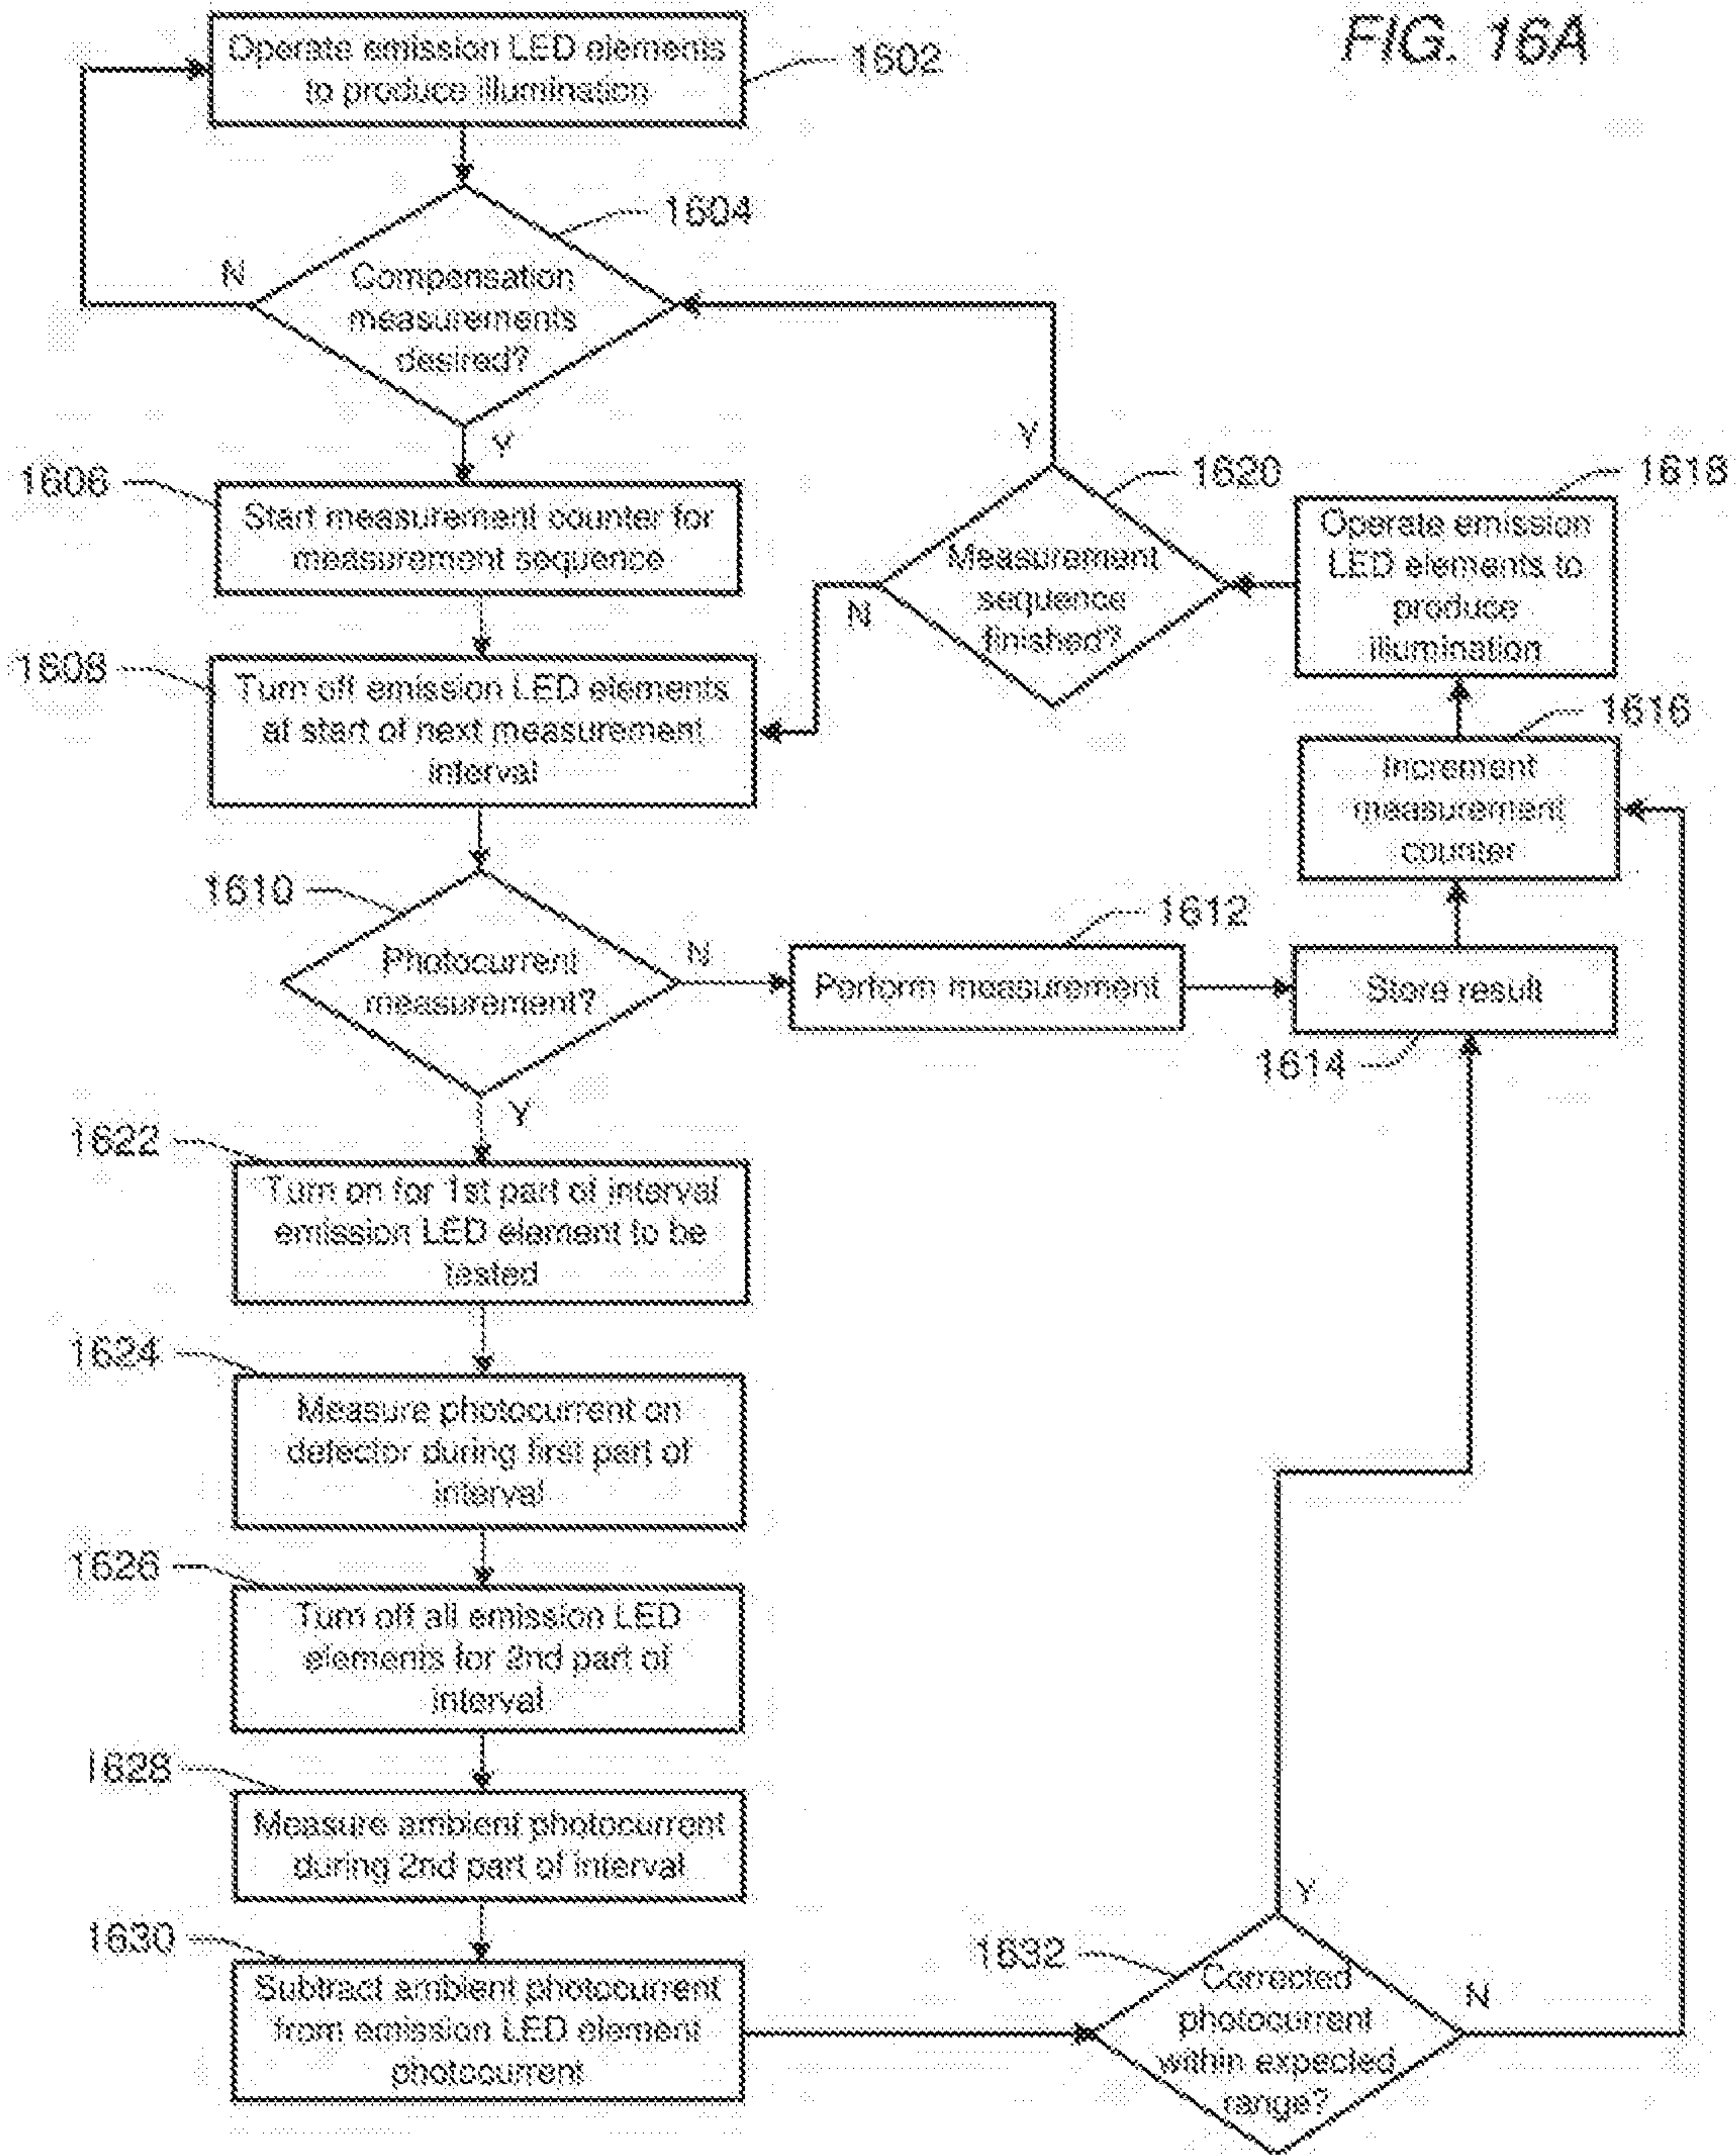 FIG. 16A
Operate emission LED elements
to produce illumination
1602
1604
N
Compensation
measurements
desired?
Y
1606
Start measurement counter for
measurement sequence
1608
Turn off emission LED elements
at start of next measurement
interval
1610
Photocurrent
measurement?
N
1612
Perform measurement
Store result
1614
1616
Increment
measurement
counter
1618
Operate emission
LED elements to
produce
illumination
1620
Y
Measurement
sequence
finished?
N
Y
1622
Turn on for 1st part of interval
emission LED element to be
tested
1624
Measure photocurrent on
detector during first part of
interval
1626
Turn off all emission LED
elements for 2nd part of
interval
1628
Measure ambient photocurrent
during 2nd part of interval
1630
Subtract ambient photocurrent
from emission LED element
photocurrent
1632
Y
Corrected
photocurrent
within expected
range?
N